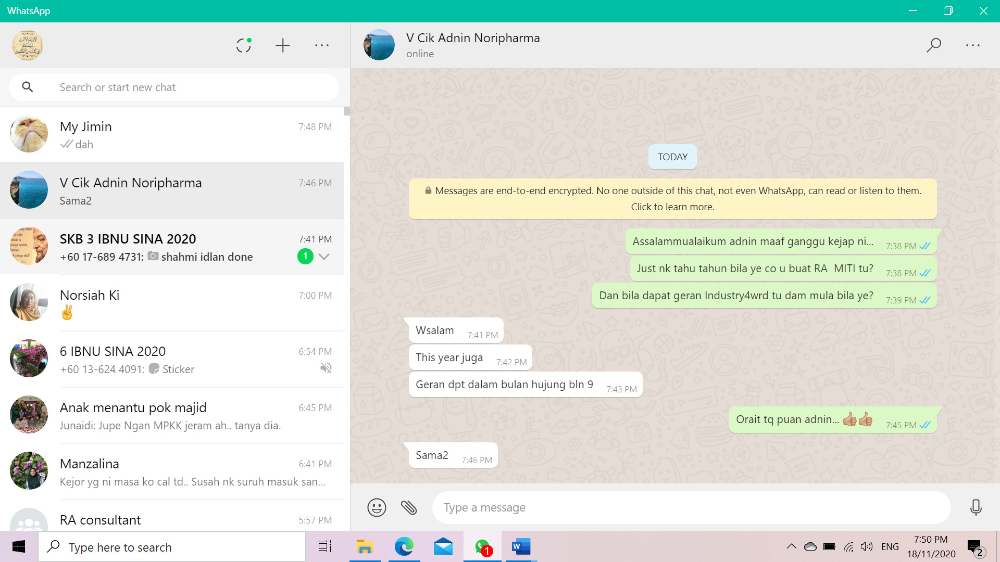 WhatsApp
Search or start new chat
My Jimin
7:48 PM
dah
V Cik Adnin Noripharma
7:46 PM
Sama2
SKB 3 IBNU SINA 2020
7:41 PM
+60 17-689 4731: shahmi idlan done
1
Norsiah Ki
7:00 PM
✌
6 IBNU SINA 2020
6:54 PM
+60 13-624 4091: Sticker
Anak menantu pok majid
6:45 PM
Junaidi: Jupe Ngan MPKK jeram ah.. tanya dia.
Manzalina
6:41 PM
Kejor yg ni masa ko cal td.. Susah nk suruh masuk san...
RA consultant
5:57 PM
V Cik Adnin Noripharma
online
TODAY
Messages are end-to-end encrypted. No one outside of this chat, not even WhatsApp, can read or listen to them.
Click to learn more.
Assalammualaikum adnin maaf ganggu kejap ni... 7:38 PM
Just nk tahu tahun bila ye co u buat RA  MITI tu? 7:38 PM
Dan bila dapat geran Industry4wrd tu dam mula bila ye? 7:39 PM
Wsalam 7:41 PM
This year juga 7:42 PM
Geran dpt dalam bulan hujung bln 9 7:43 PM
Orait tq puan adnin... 👍👍 7:45 PM
Sama2 7:46 PM
Type a message
Type here to search
1
W
ENG
7:50 PM
18/11/2020
2